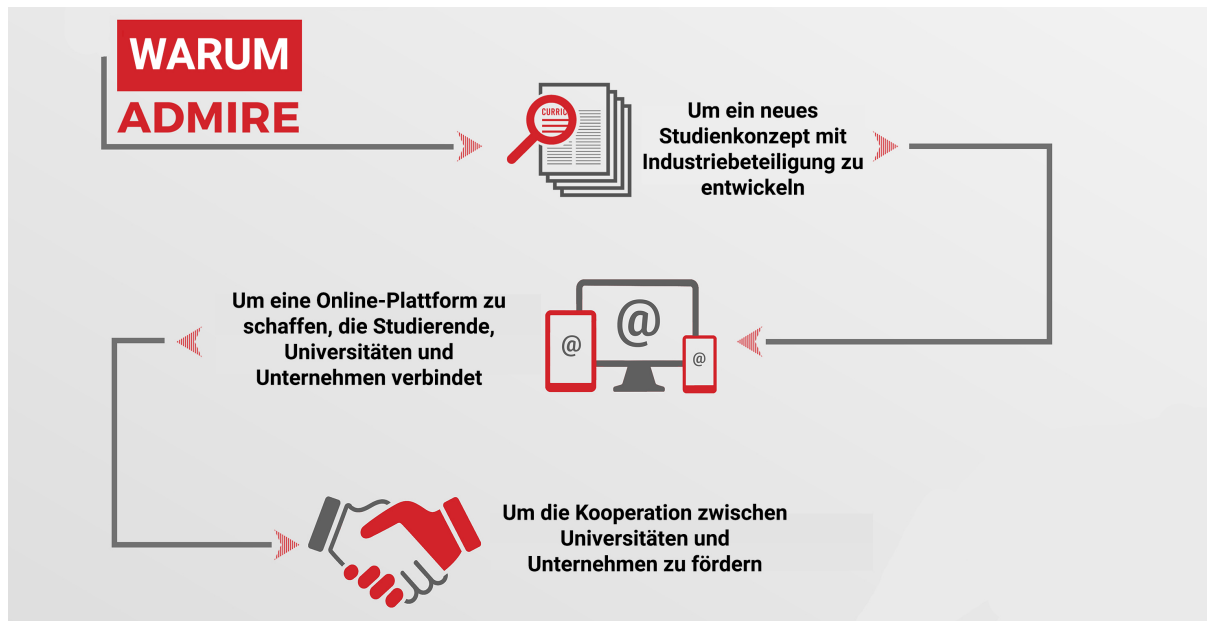 WARUM
ADMIRE
CURRIC
Um ein neues
Studienkonzept mit
Industriebeteiligung zu
entwickeln
Um eine Online-Plattform zu
schaffen, die Studierende,
Universitäten und
Unternehmen verbindet
@
@
@
Um die Kooperation zwischen
Universitäten und
Unternehmen zu fördern